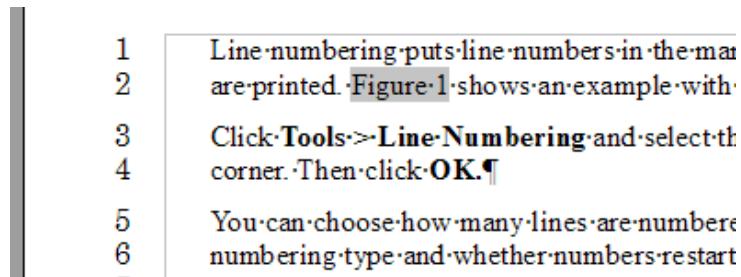 1 Line numbering puts line numbers in the
2 are printed. Figure 1 shows an example with
3 Click Tools > Line Numbering and select
4 corner. Then click OK.¶
5 You can choose how many lines are
6 numbering type and whether numbers restart